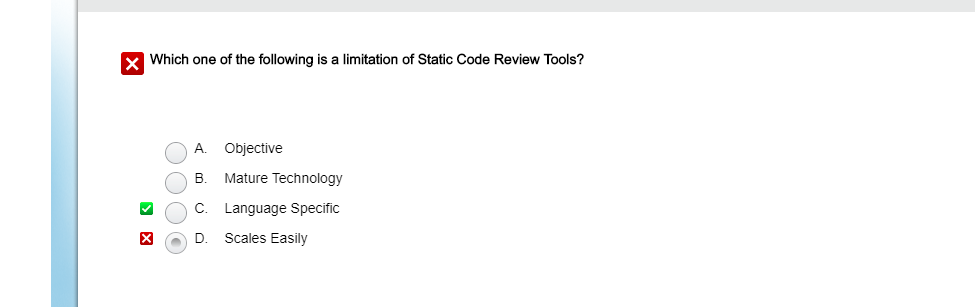 Which one of the following is a limitation of Static Code Review Tools?
A. Objective
B. Mature Technology
C. Language Specific
D. Scales Easily